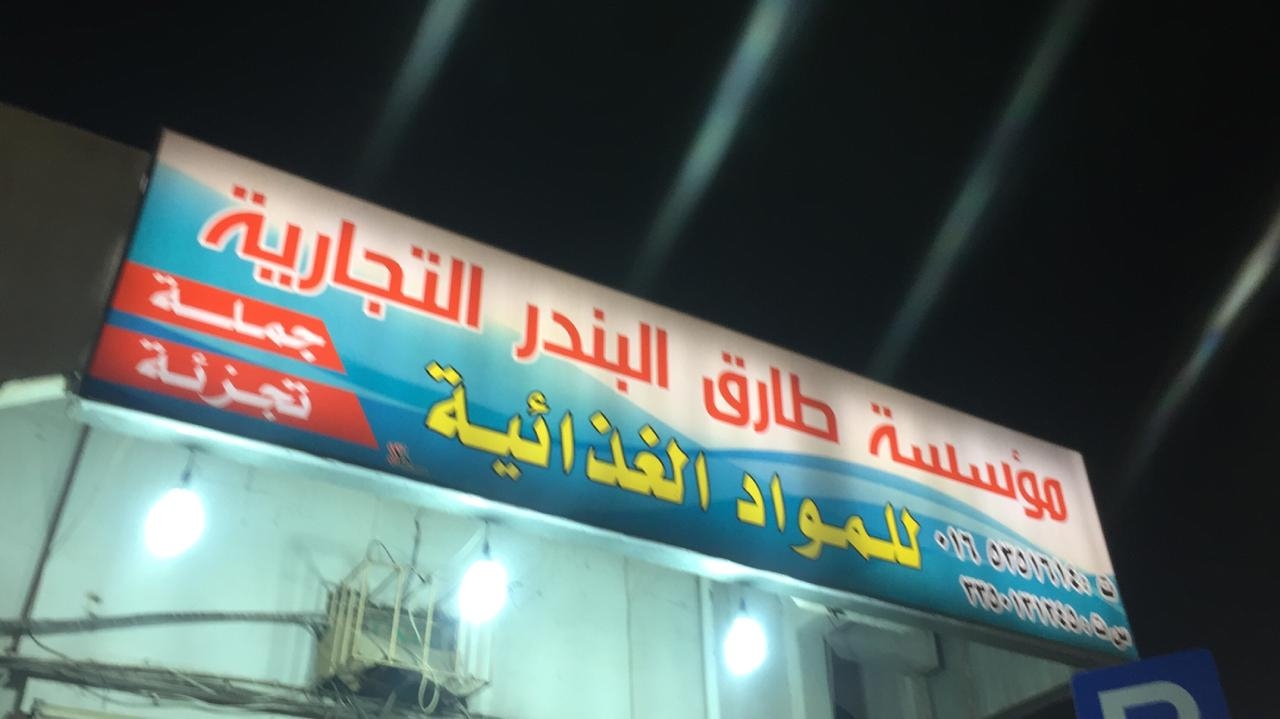 مؤسسة طارق البندر التجارية
للمواد الغذائية
جملة
تجزئة
P